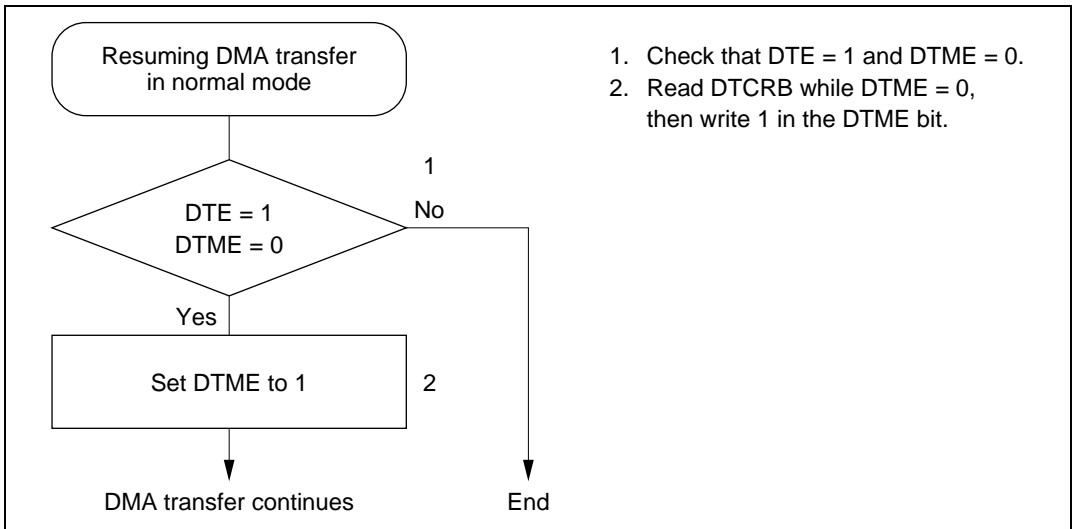 Resuming DMA transfer
in normal mode
1
DTE = 1
DTME = 0
No
Yes
Set DTME to 1
2
DMA transfer continues
End
1. Check that DTE = 1 and DTME = 0.
2. Read DTCRB while DTME = 0,
then write 1 in the DTME bit.